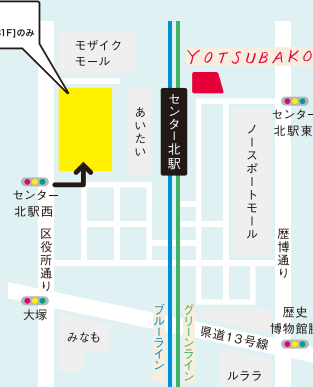 31F]のみ
モザイク
モール
YOTSUBAKO
あいたい
センター北駅
センター
北駅東
ノースポートモール
センター
北駅西
区役所通り
歴博通り
大塚
ブルーライン
グリーンライン
歴史
博物館前
みなも
県道13号線
ルララ